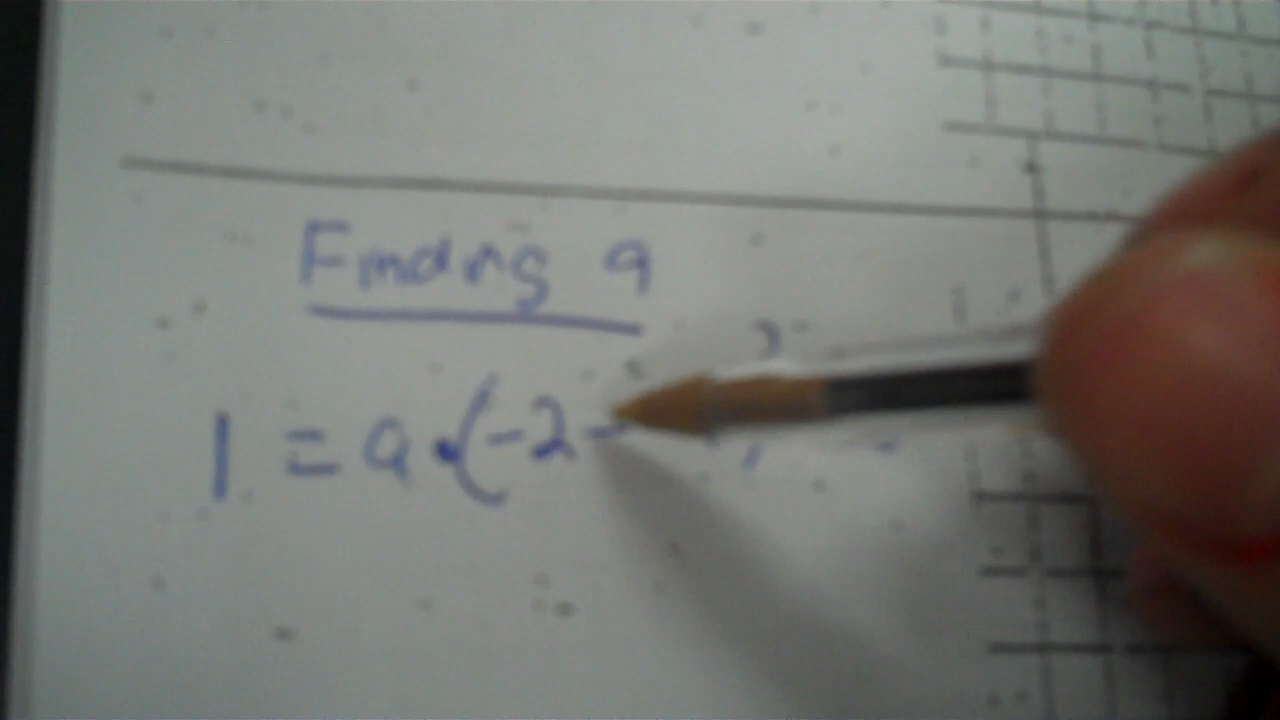 Finding a
1 = a • (-2 -